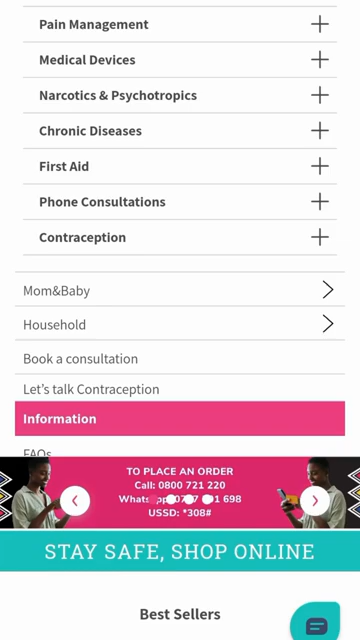 Pain Management
Medical Devices
Narcotics & Psychotropics
Chronic Diseases
First Aid
Phone Consultations
Contraception
Mom&Baby
Household
Book a consultation
Let's talk Contraception
Information
FAQs
TO PLACE AN ORDER
Call: 0800 721 220
698
USSD: *308#
STAY SAFE, SHOP ONLINE
Best Sellers